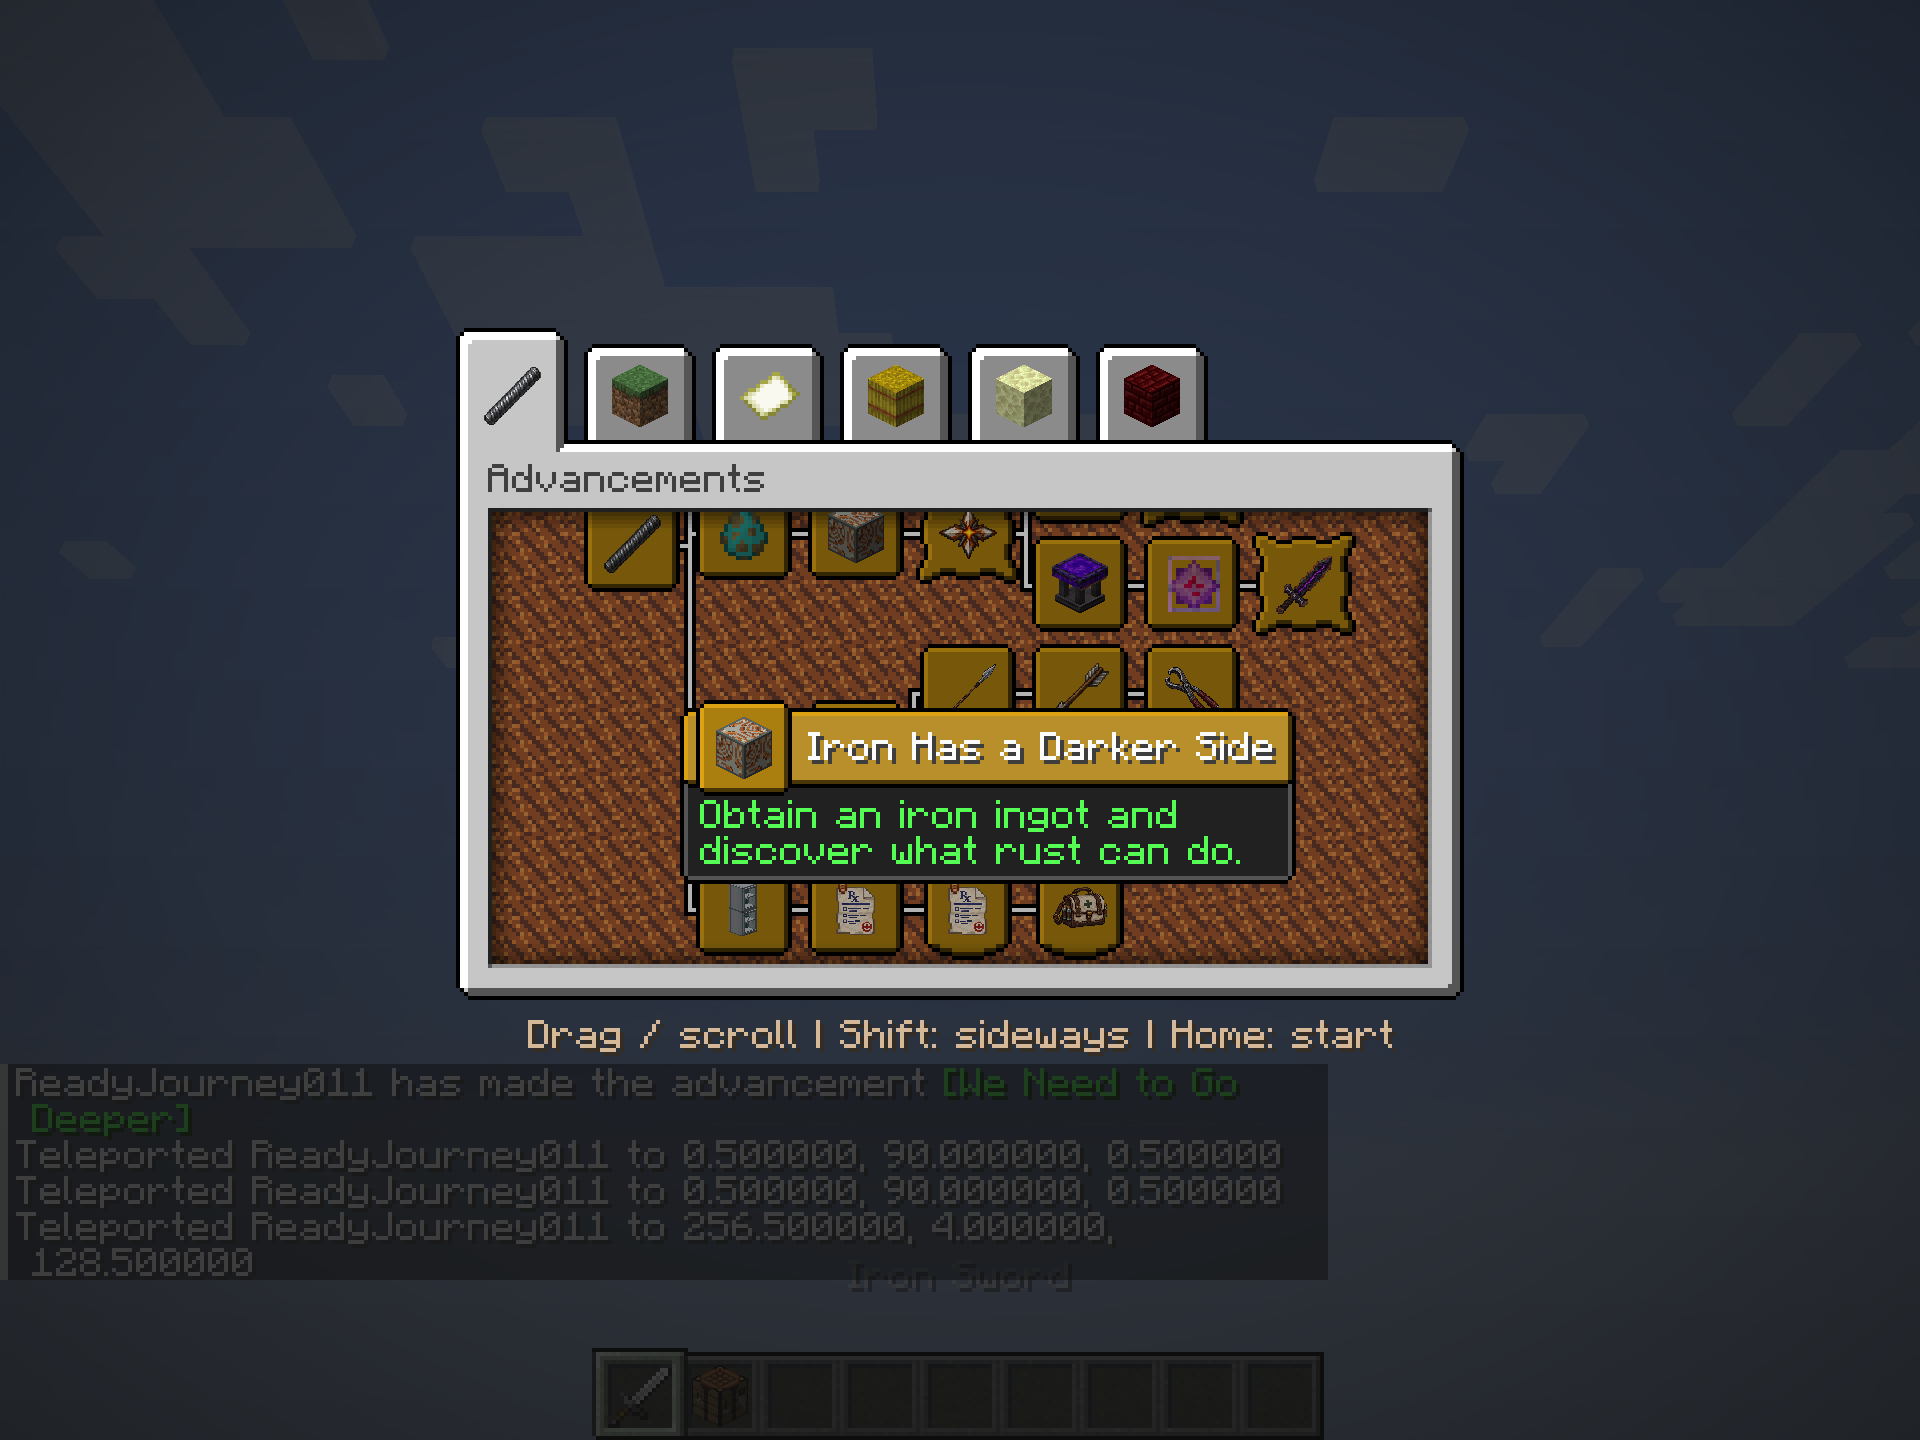 Advancements
Iron Has a Darker Side
Obtain an iron ingot and
discover what rust can do.
Drag / scroll | Shift: sideways | Home: start
ReadyJourney011 has made the advancement [We Need to Go
Deeper]
Teleported ReadyJourney011 to 0.500000, 90.000000, 0.500000
Teleported ReadyJourney011 to 0.500000, 90.000000, 0.500000
Teleported ReadyJourney011 to 256.500000, 4.000000,
128.500000
Iron Sword